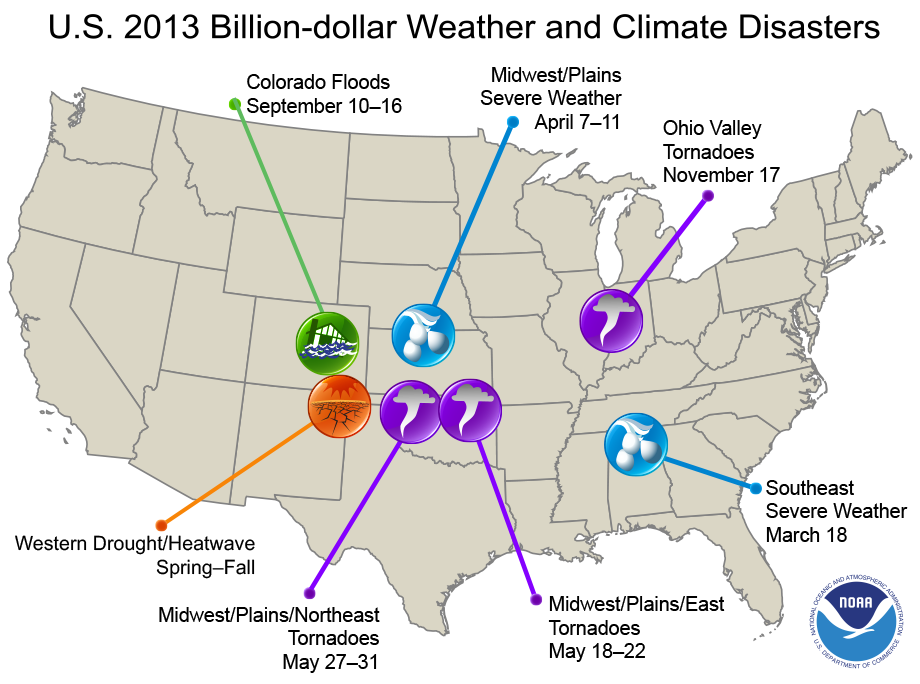 U.S. 2013 Billion-dollar Weather and Climate Disasters
Colorado Floods
September 10–16
Midwest/Plains
Severe Weather
April 7–11
Ohio Valley
Tornadoes
November 17
Southeast
Severe Weather
March 18
Western Drought/Heatwave
Spring–Fall
Midwest/Plains/Northeast
Tornadoes
May 27–31
Midwest/Plains/East
Tornadoes
May 18–22
NATIONAL OCEANIC AND ATMOSPHERIC ADMINISTRATION
NOAA
U.S. DEPARTMENT OF COMMERCE